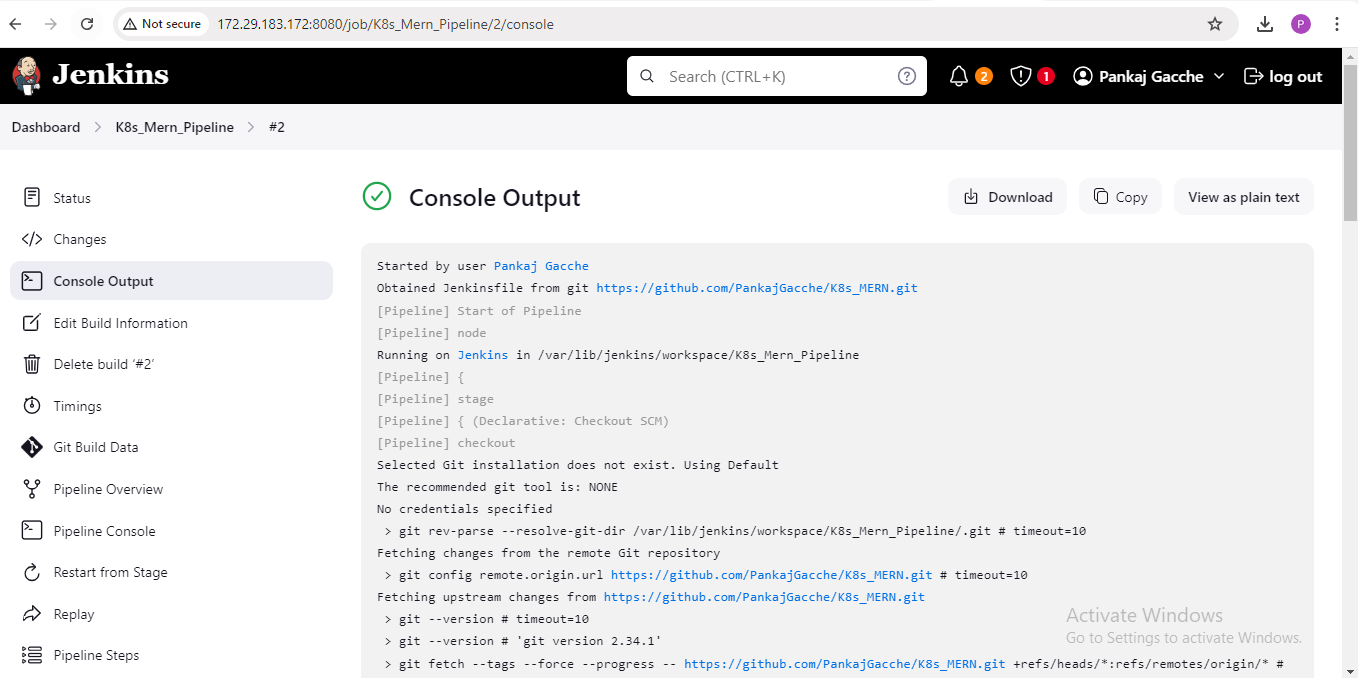 Not secure 172.29.183.172:8080/job/K8s_Mern_Pipeline/2/console P
Jenkins Search (CTRL+K) ? 2 1 Pankaj Gacche log out
Dashboard K8s_Mern_Pipeline #2
Status
Changes
Console Output
Edit Build Information
Delete build ‘#2’
Timings
Git Build Data
Pipeline Overview
Pipeline Console
Restart from Stage
Replay
Pipeline Steps
Console Output Download Copy View as plain text
Started by user Pankaj Gacche
Obtained Jenkinsfile from git https://github.com/PankajGacche/K8s_MERN.git
[Pipeline] Start of Pipeline
[Pipeline] node
Running on Jenkins in /var/lib/jenkins/workspace/K8s_Mern_Pipeline
[Pipeline] {
[Pipeline] stage
[Pipeline] { (Declarative: Checkout SCM)
[Pipeline] checkout
Selected Git installation does not exist. Using Default
The recommended git tool is: NONE
No credentials specified
> git rev-parse --resolve-git-dir /var/lib/jenkins/workspace/K8s_Mern_Pipeline/.git # timeout=10
Fetching changes from the remote Git repository
> git config remote.origin.url https://github.com/PankajGacche/K8s_MERN.git # timeout=10
Fetching upstream changes from https://github.com/PankajGacche/K8s_MERN.git
> git --version # timeout=10
> git --version # 'git version 2.34.1'
> git fetch --tags --force --progress -- https://github.com/PankajGacche/K8s_MERN.git +refs/heads/*:refs/remotes/origin/* #
Activate Windows
Go to Settings to activate Windows.